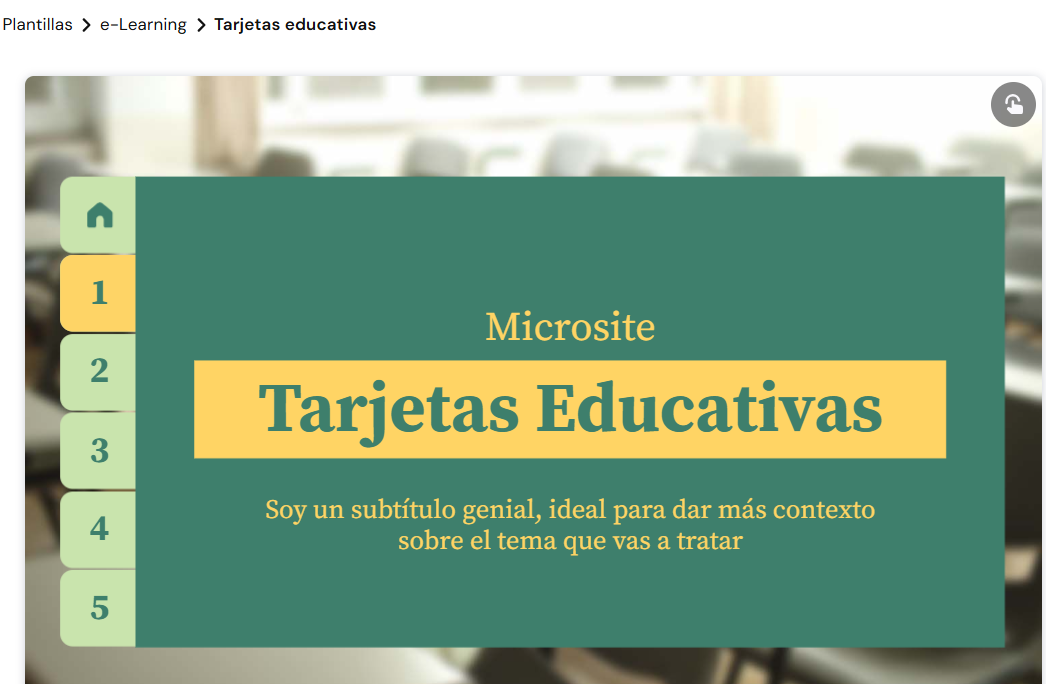 Plantillas > e-Learning > Tarjetas educativas
1
2
3
4
5
Microsite
Tarjetas Educativas
Soy un subtítulo genial, ideal para dar más contexto
sobre el tema que vas a tratar